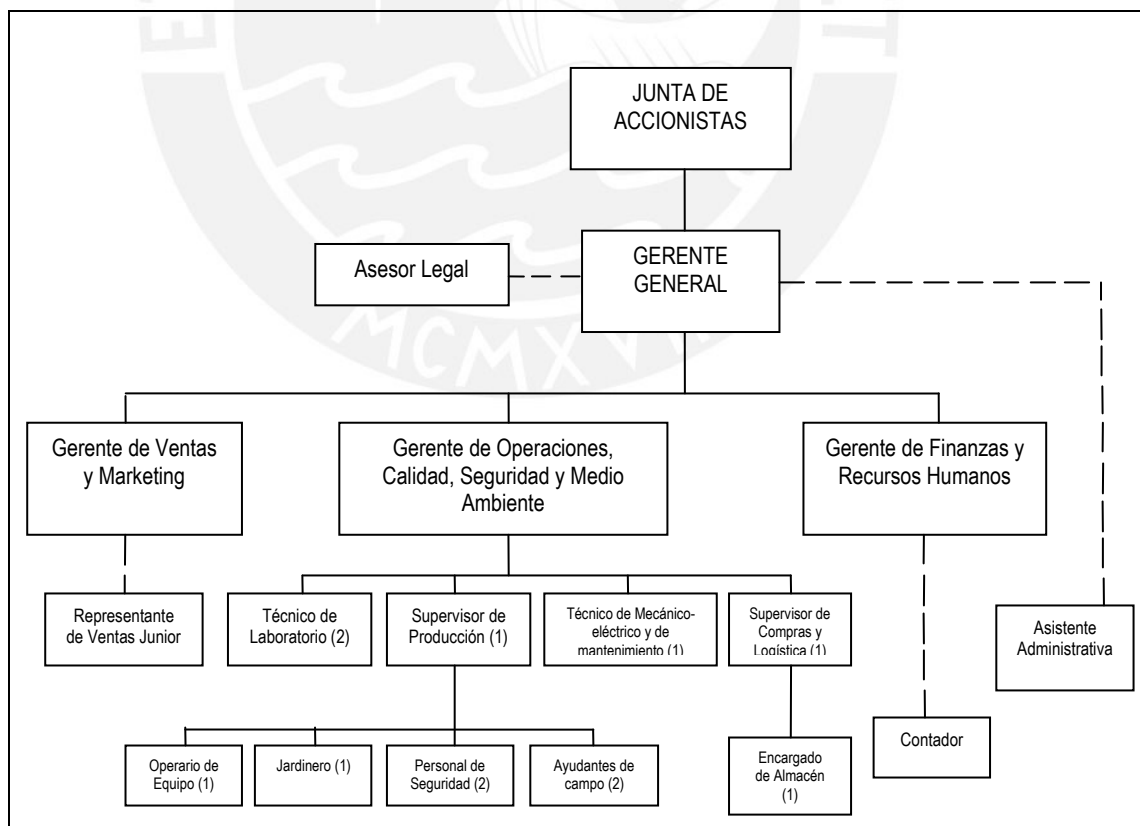 JUNTA DE
ACCIONISTAS
GERENTE
GENERAL
Asesor Legal
MCMXVII
Gerente de Ventas
y Marketing
Gerente de Operaciones,
Calidad, Seguridad y Medio
Ambiente
Gerente de Finanzas y
Recursos Humanos
Representante
de Ventas Junior
Técnico de
Laboratorio (2)
Supervisor de
Producción (1)
Técnico de Mecánico-
eléctrico y de
mantenimiento (1)
Supervisor de
Compras y
Logística (1)
Asistente
Administrativa
Operario de
Equipo (1)
Jardinero (1)
Personal de
Seguridad (2)
Ayudantes de
campo (2)
Encargado
de Almacén
(1)
Contador